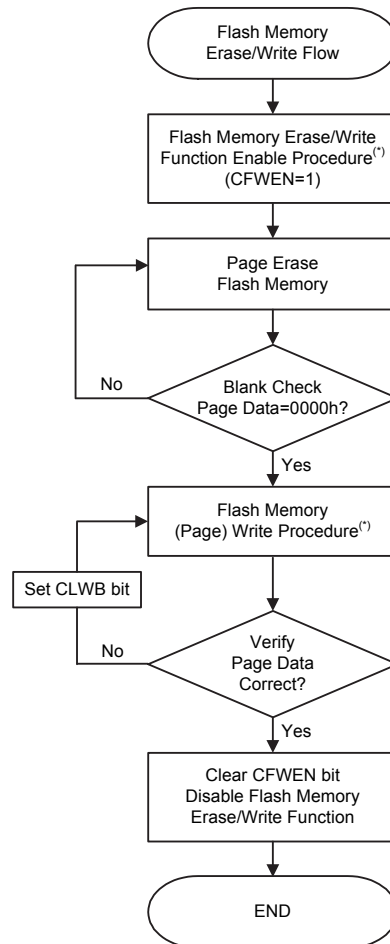 Flash Memory
Erase/Write Flow
Flash Memory Erase/Write
Function Enable Procedure(*)
(CFWEN=1)
Page Erase
Flash Memory
No
Blank Check
Page Data=0000h?
Yes
Flash Memory
(Page) Write Procedure(*)
Set CLWB bit
No
Verify
Page Data
Correct?
Yes
Clear CFWEN bit
Disable Flash Memory
Erase/Write Function
END